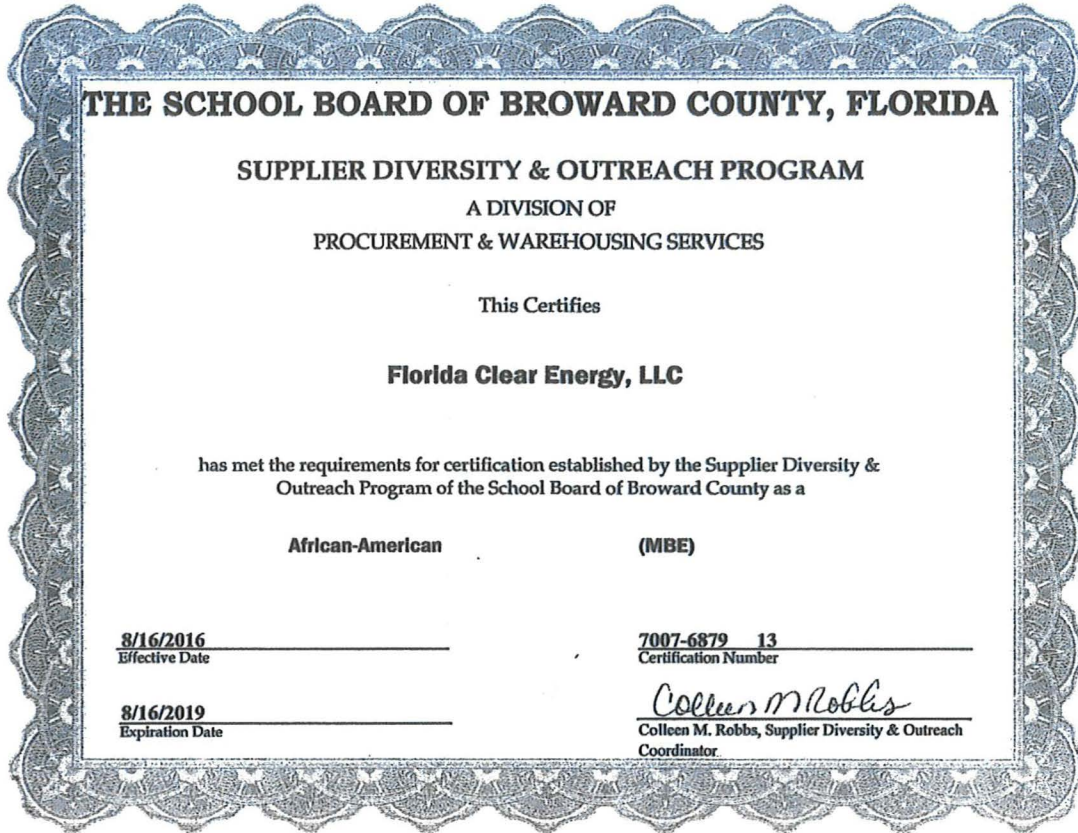 THE SCHOOL BOARD OF BROWARD COUNTY, FLORIDA
SUPPLIER DIVERSITY & OUTREACH PROGRAM
A DIVISION OF
PROCUREMENT & WAREHOUSING SERVICES
This Certifies
Florida Clear Energy, LLC
has met the requirements for certification established by the Supplier Diversity &
Outreach Program of the School Board of Broward County as a
African-American (MBE)
8/16/2016
Effective Date
7007-6879 13
Certification Number
8/16/2019
Expiration Date
Colleen M Robbs
Colleen M. Robbs, Supplier Diversity & Outreach
Coordinator